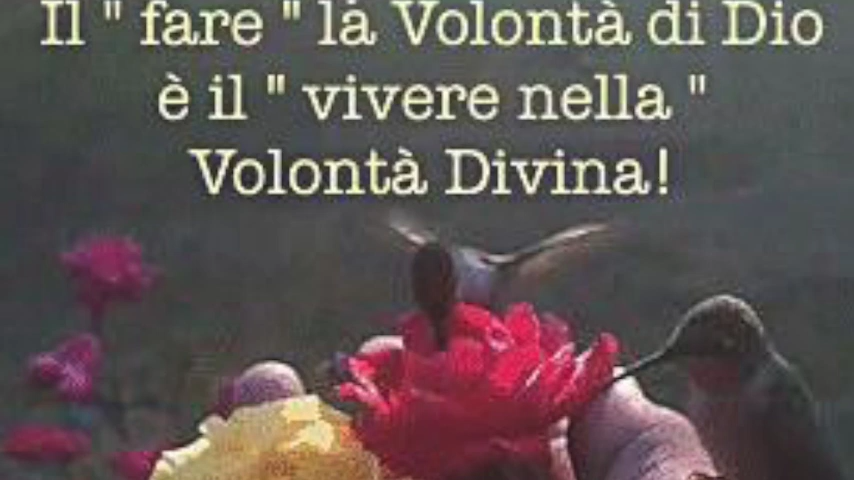 Il " fare " la Volontà di Dio
è il " vivere nella "
Volontà Divina!